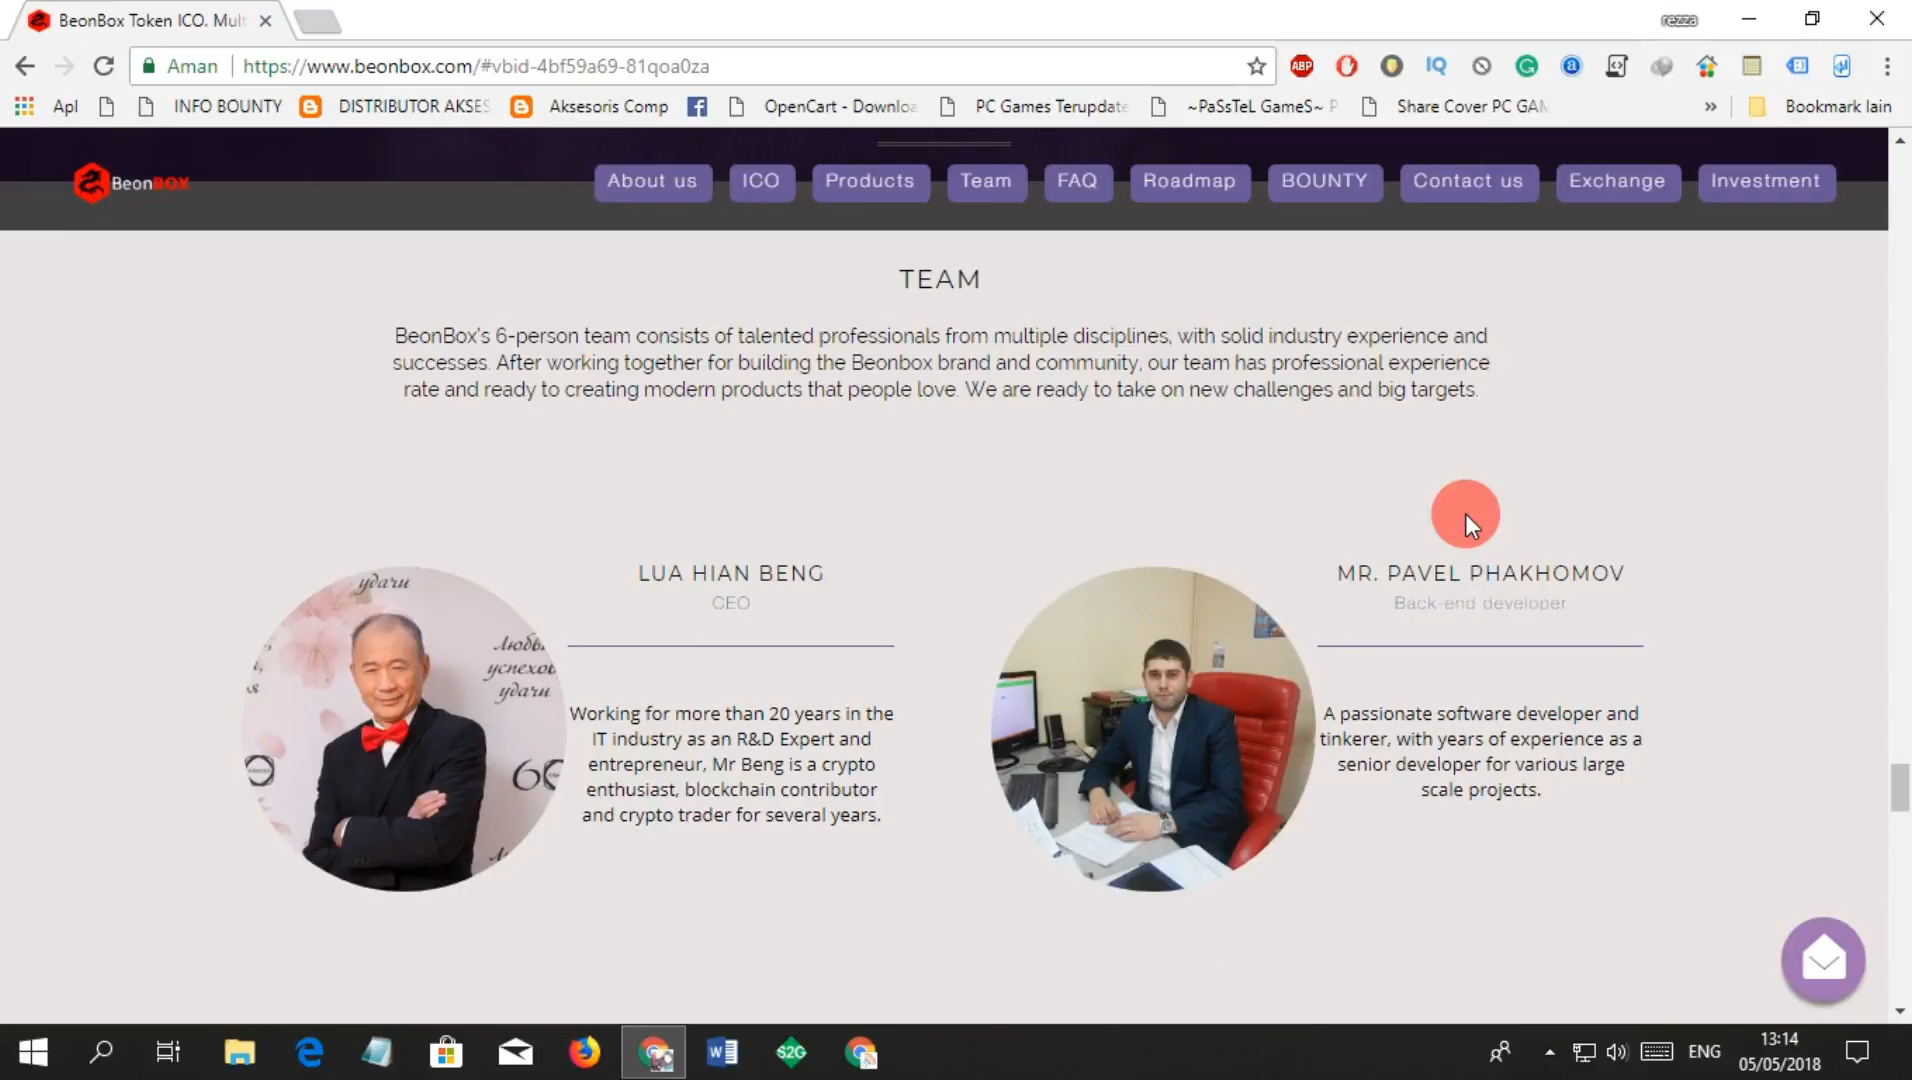 BeonBox Token ICO. Mult
rezza
Aman
https://www.beonbox.com/#vbid-4bf59a69-81qoa0za
ABP
IQ
Apl
INFO BOUNTY
DISTRIBUTOR AKSES
Aksesoris Comp
OpenCart - Downloa
PC Games Terupdate
~PaSsTeL GameS~ P
Share Cover PC GAM
»
Bookmark lain
BeonBOX
About us
ICO
Products
Team
FAQ
Roadmap
BOUNTY
Contact us
Exchange
Investment
TEAM
BeonBox's 6-person team consists of talented professionals from multiple disciplines, with solid industry experience and
successes. After working together for building the Beonbox brand and community, our team has professional experience
rate and ready to creating modern products that people love. We are ready to take on new challenges and big targets.
LUA HIAN BENG
CEO
Working for more than 20 years in the
IT industry as an R&D Expert and
entrepreneur, Mr Beng is a crypto
enthusiast, blockchain contributor
and crypto trader for several years.
удачи
Любви
успехов
удачи
60
MR. PAVEL PHAKHOMOV
Back-end developer
A passionate software developer and
tinkerer, with years of experience as a
senior developer for various large
scale projects.
S2G
ENG
13:14
05/05/2018